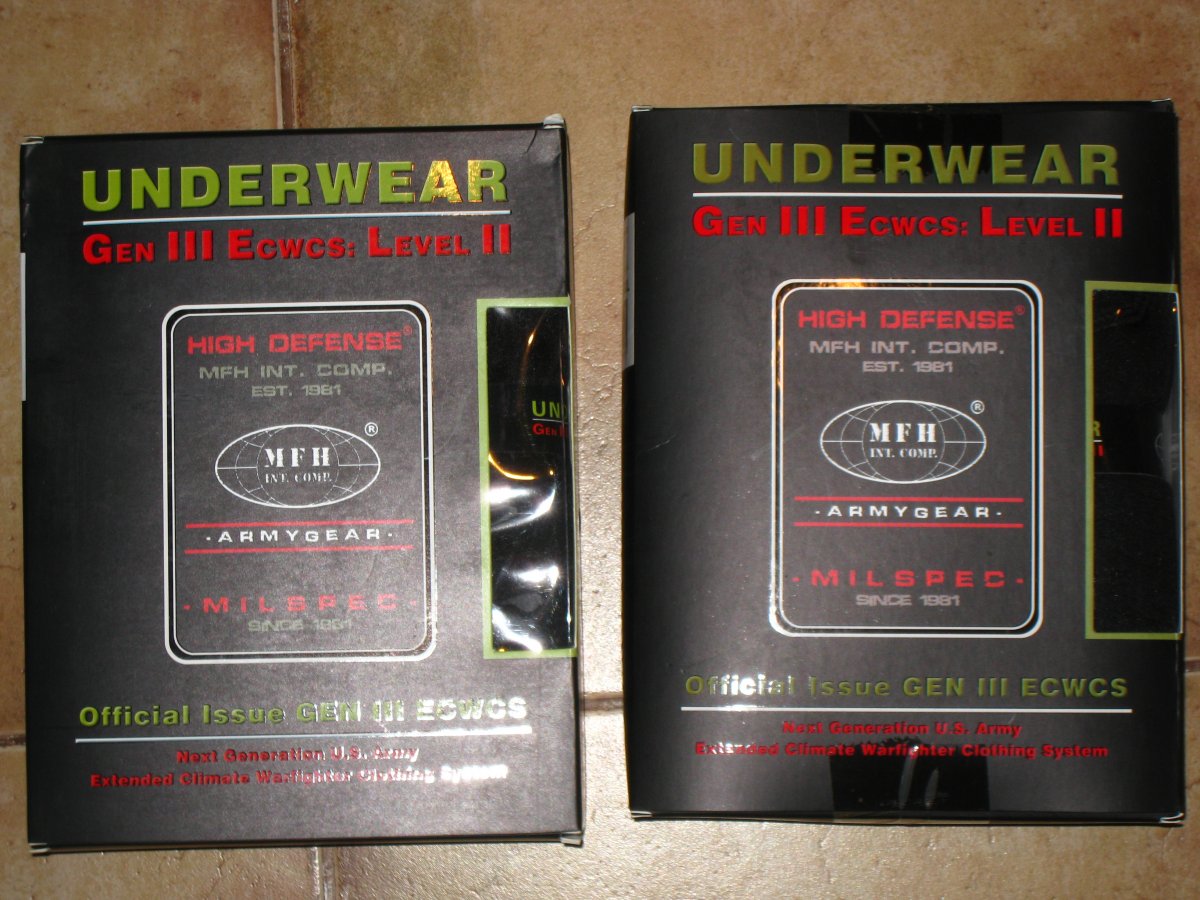 UNDERWEAR
GEN III ECWCS: LEVEL II
HIGH DEFENSE®
MFH INT. COMP.
EST. 1981
MFH ®
INT. COMP.
· ARMYGEAR ·
· MILSPEC ·
SINCE 1981
UN
GEN
Official Issue GEN III ECWCS
Next Generation U.S. Army
Extended Climate Warfighter Clothing System
UNDERWEAR
GEN III ECWCS: LEVEL II
HIGH DEFENSE®
MFH INT. COMP.
EST. 1981
MFH ®
INT. COMP.
· ARMYGEAR ·
· MILSPEC ·
SINCE 1981
R
Official Issue GEN III ECWCS
Next Generation U.S. Army
Extended Climate Warfighter Clothing System